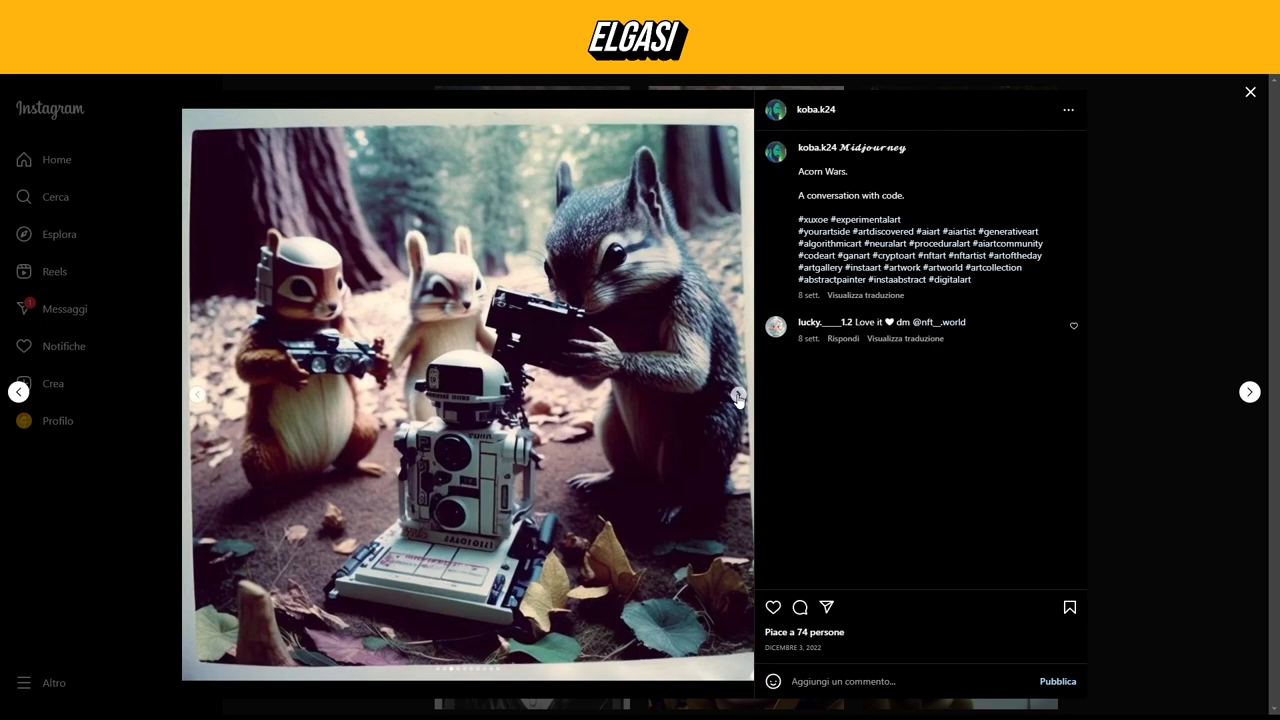 ELGASI
Instagram
Home
Cerca
Esplora
Reels
1
Messaggi
Notifiche
Crea
Profilo
Altro
koba.k24
koba.k24 𝓜𝓲𝓭𝓳𝓸𝓾𝓻𝓷𝓮𝔂
Acorn Wars.
A conversation with code.
#xuxoe #experimentalart
#yourartside #artdiscovered #aiart #aiartist #generativeart
#algorithmicart #neuralart #proceduralart #aiartcommunity
#codeart #ganart #cryptoart #nftart #nftartist #artoftheday
#artgallery #instaart #artwork #artworld #artcollection
#abstractpainter #instaabstract #digitalart
8 sett. Visualizza traduzione
lucky.____1.2 Love it 🤍 dm @nft__.world
8 sett. Rispondi Visualizza traduzione
Piace a 74 persone
DICEMBRE 3, 2022
Aggiungi un commento...
Pubblica